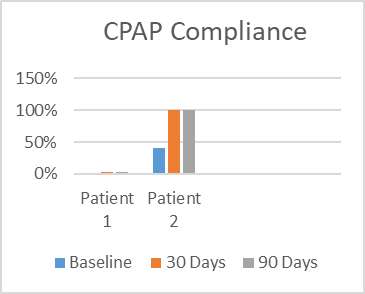 CPAP Compliance
150%
100%
50%
0%
Patient 1
Patient 2
Baseline 30 Days 90 Days